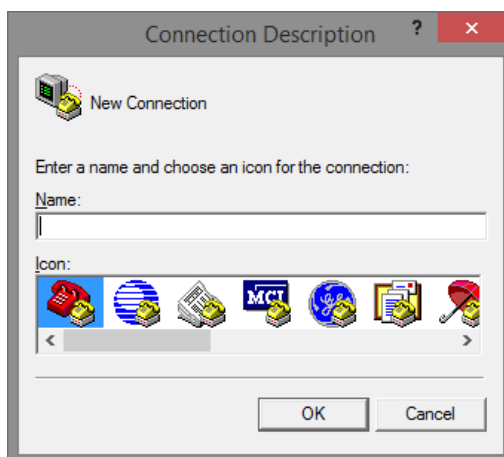 Connection Description
?
New Connection
Enter a name and choose an icon for the connection:
Name:
Icon:
MCI
OK
Cancel